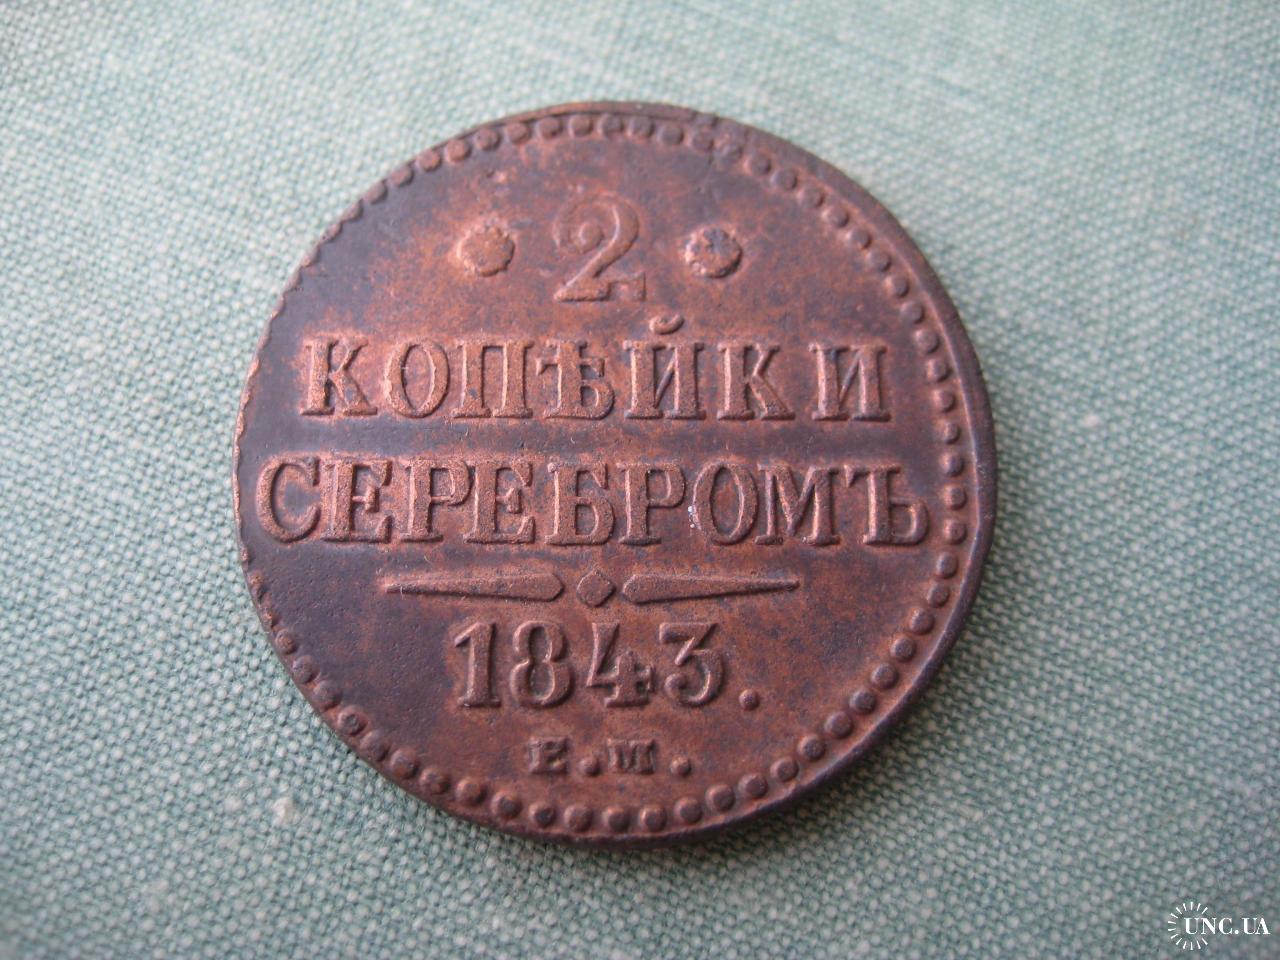 2
КОПѢЙКИ
СЕРЕБРОМЪ
1843.
Е.М.
UNC.UA